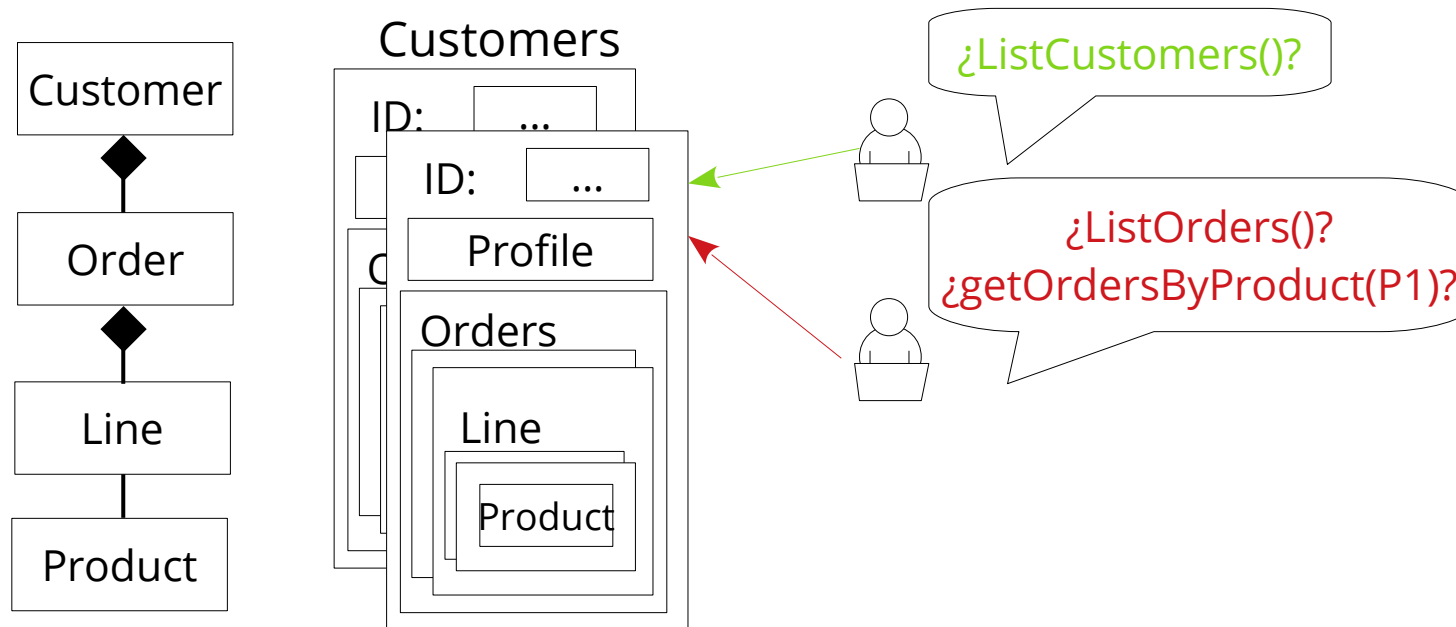 Customer
Order
Line
Product
Customers
ID:
...
ID:
...
Profile
Orders
Line
Product
¿ListCustomers()?
¿ListOrders()?
¿getOrdersByProduct(P1)?